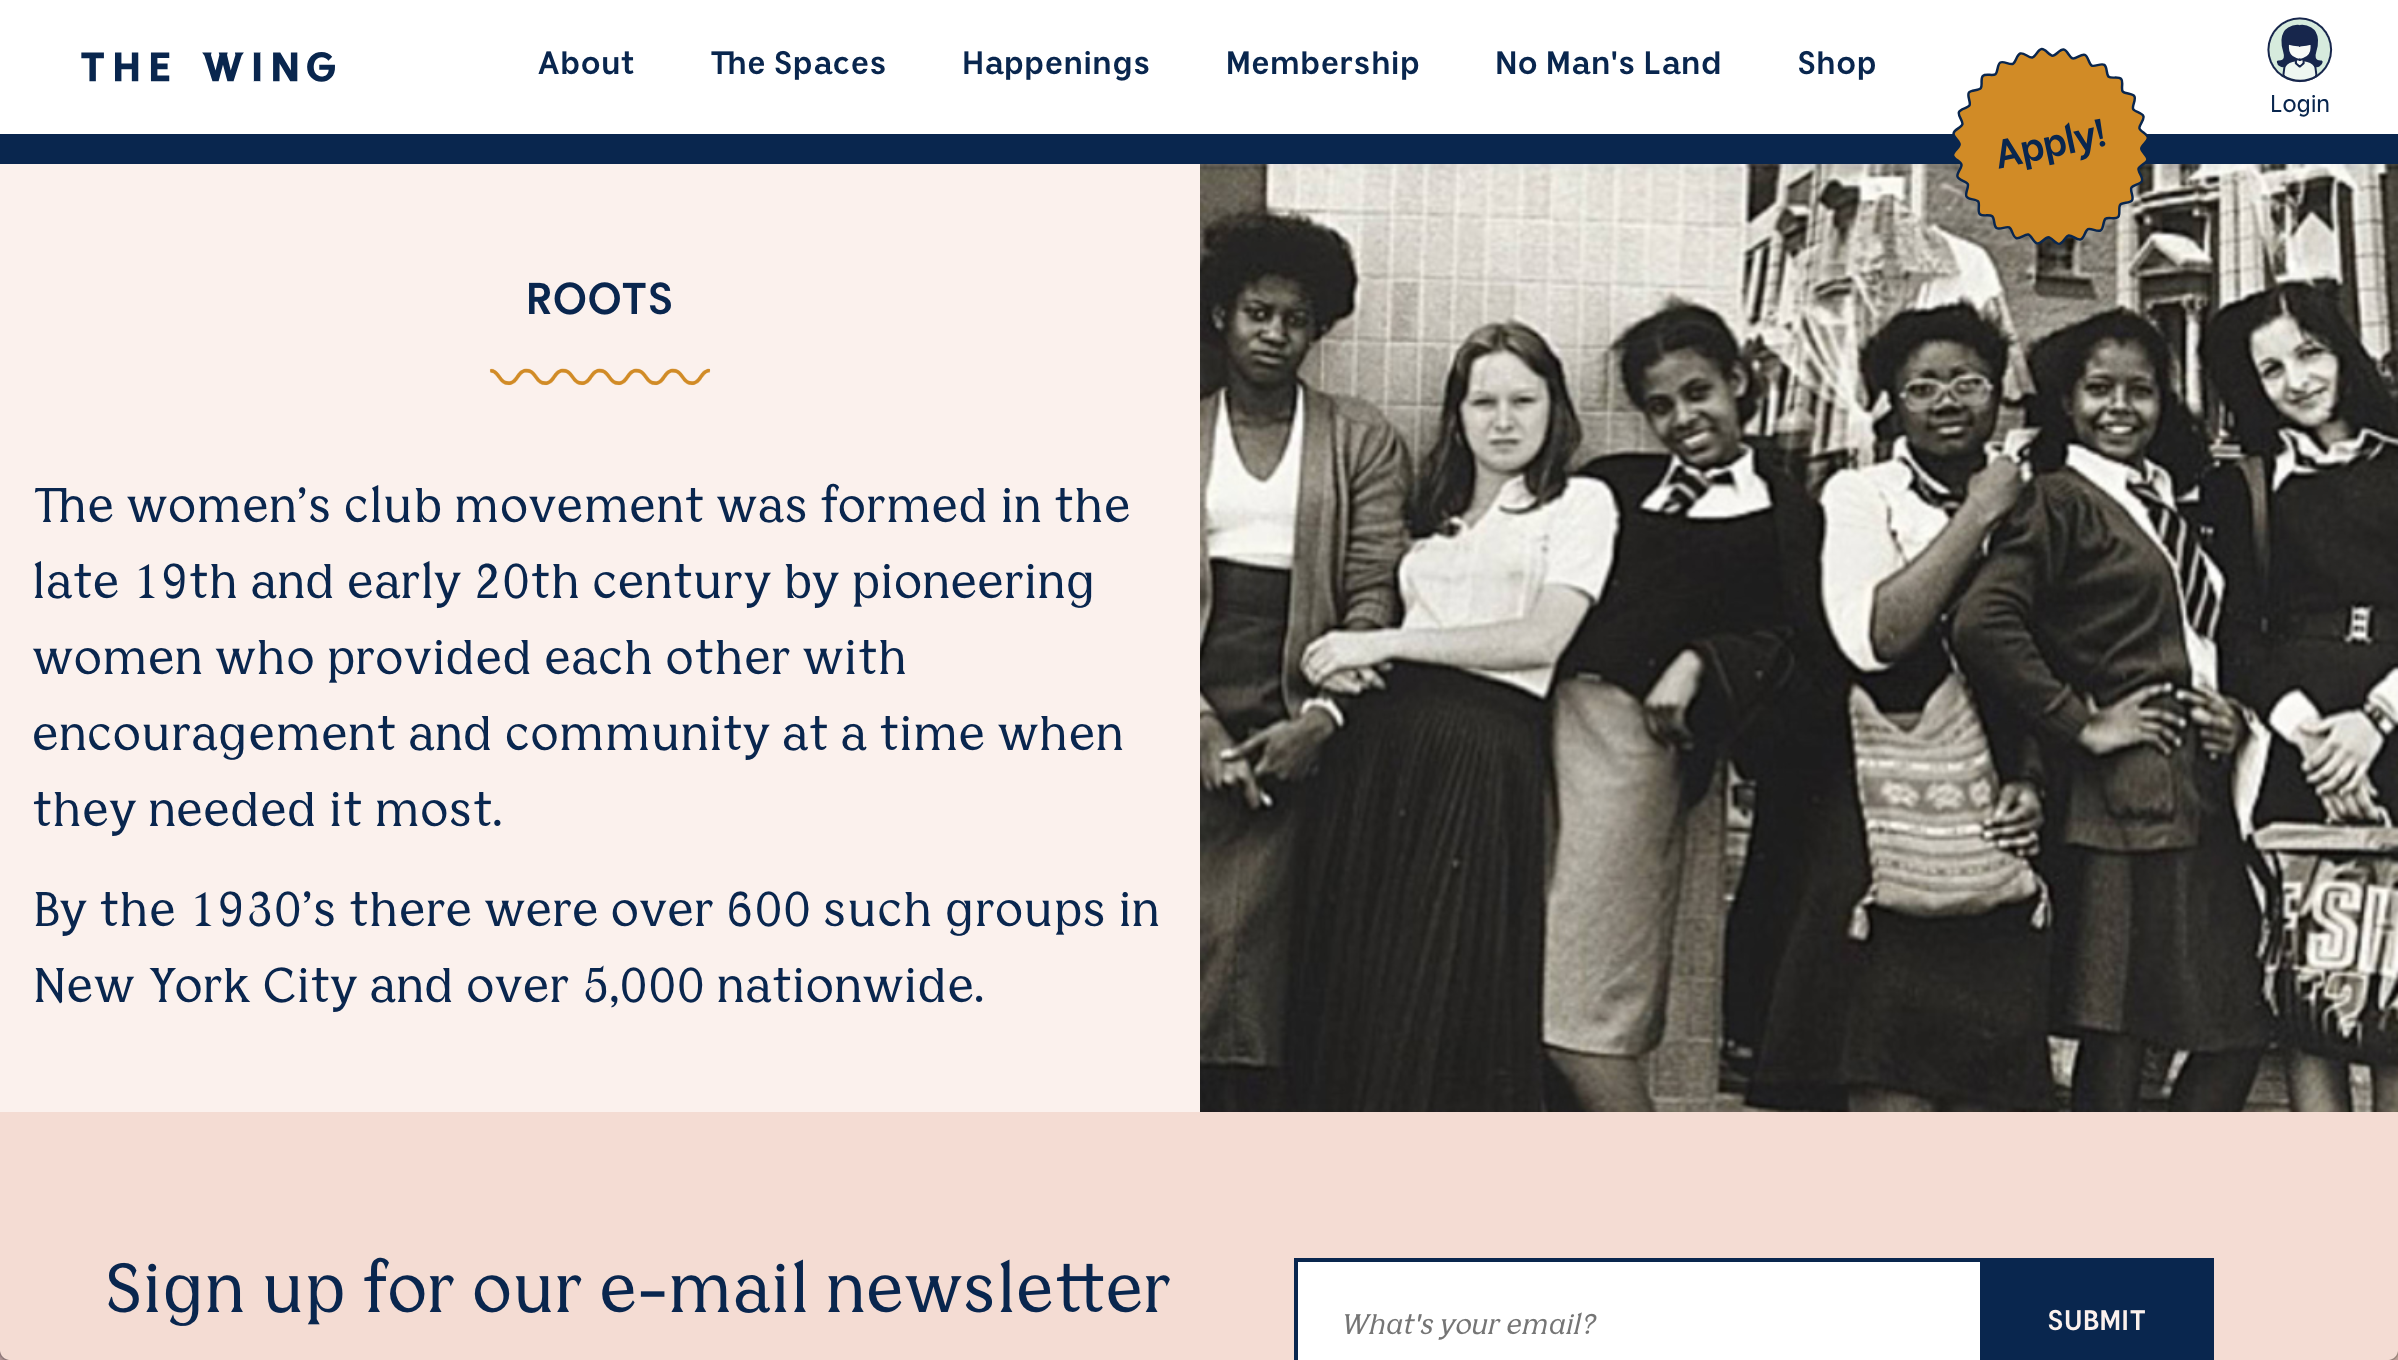 THE WING
About The Spaces Happenings Membership No Man's Land Shop
Apply!
Login
ROOTS
The women’s club movement was formed in the
late 19th and early 20th century by pioneering
women who provided each other with
encouragement and community at a time when
they needed it most.
By the 1930’s there were over 600 such groups in
New York City and over 5,000 nationwide.
Sign up for our e-mail newsletter
What's your email?
SUBMIT